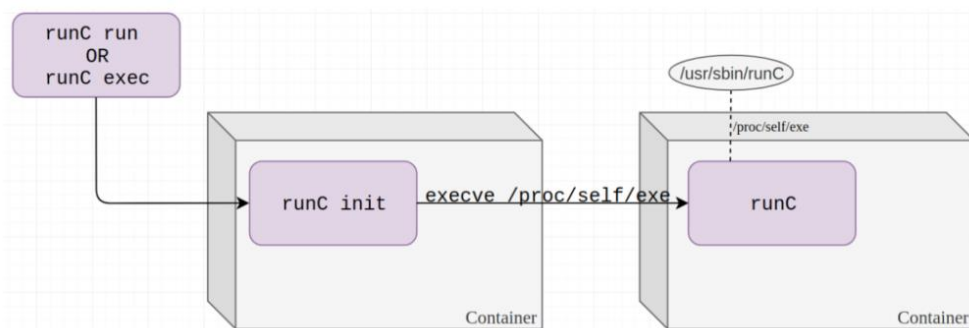 runC run
OR
runC exec
/usr/sbin/runC
/proc/self/exe
runC init
execve /proc/self/exe
runC
Container
Container